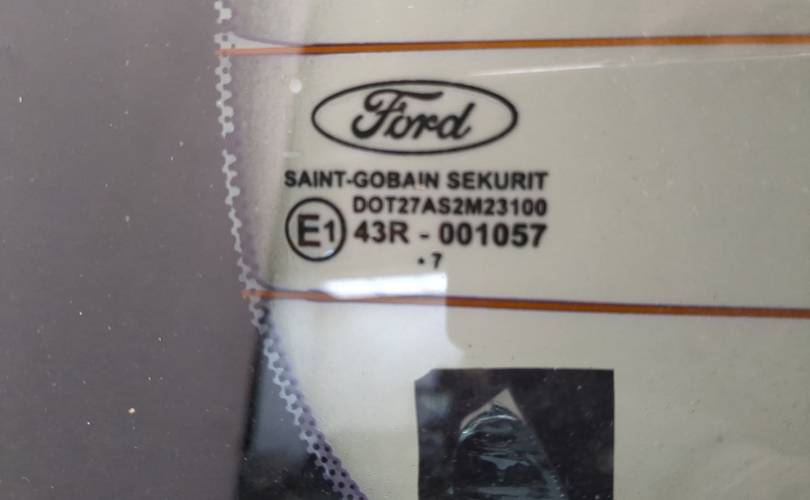 Ford
SAINT-GOBAIN SEKURIT
DOT27AS2M23100
E1 43R - 001057
• 7